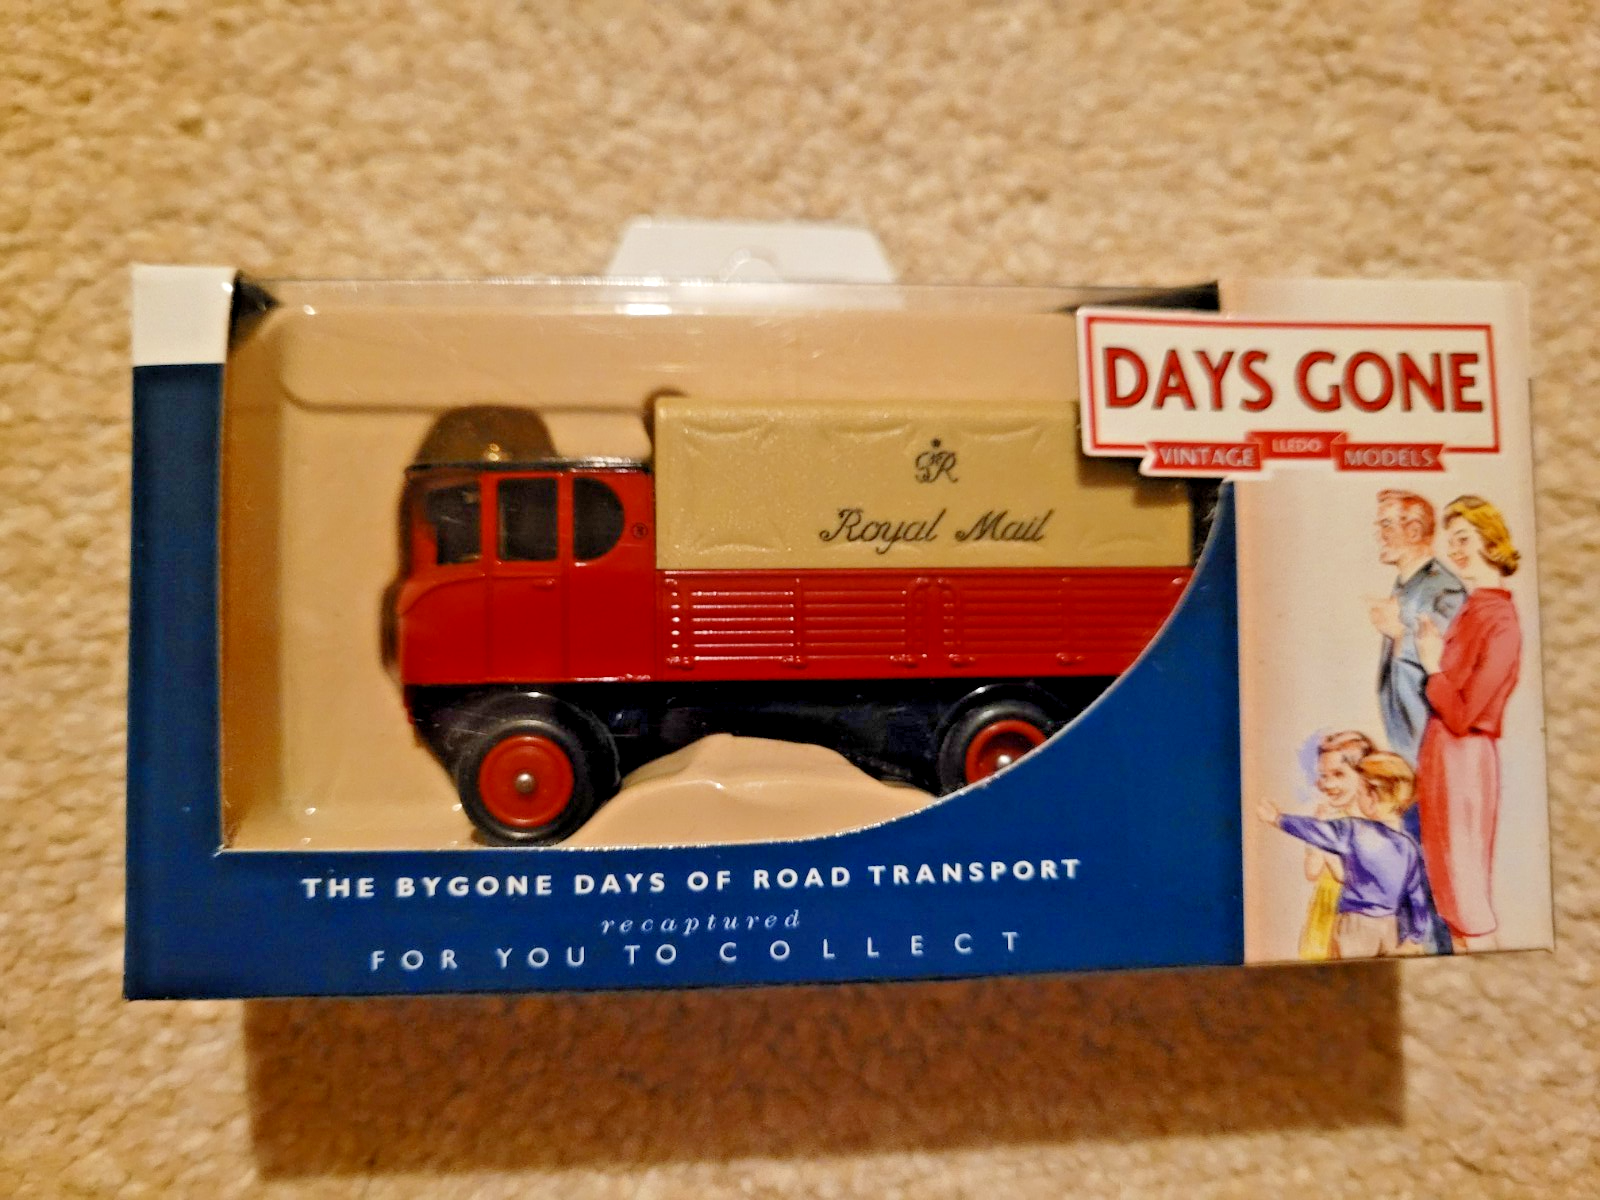 DAYS GONE
VINTAGE LLEDO MODELS
GR
Royal Mail
THE BYGONE DAYS OF ROAD TRANSPORT
recaptured
FOR YOU TO COLLECT